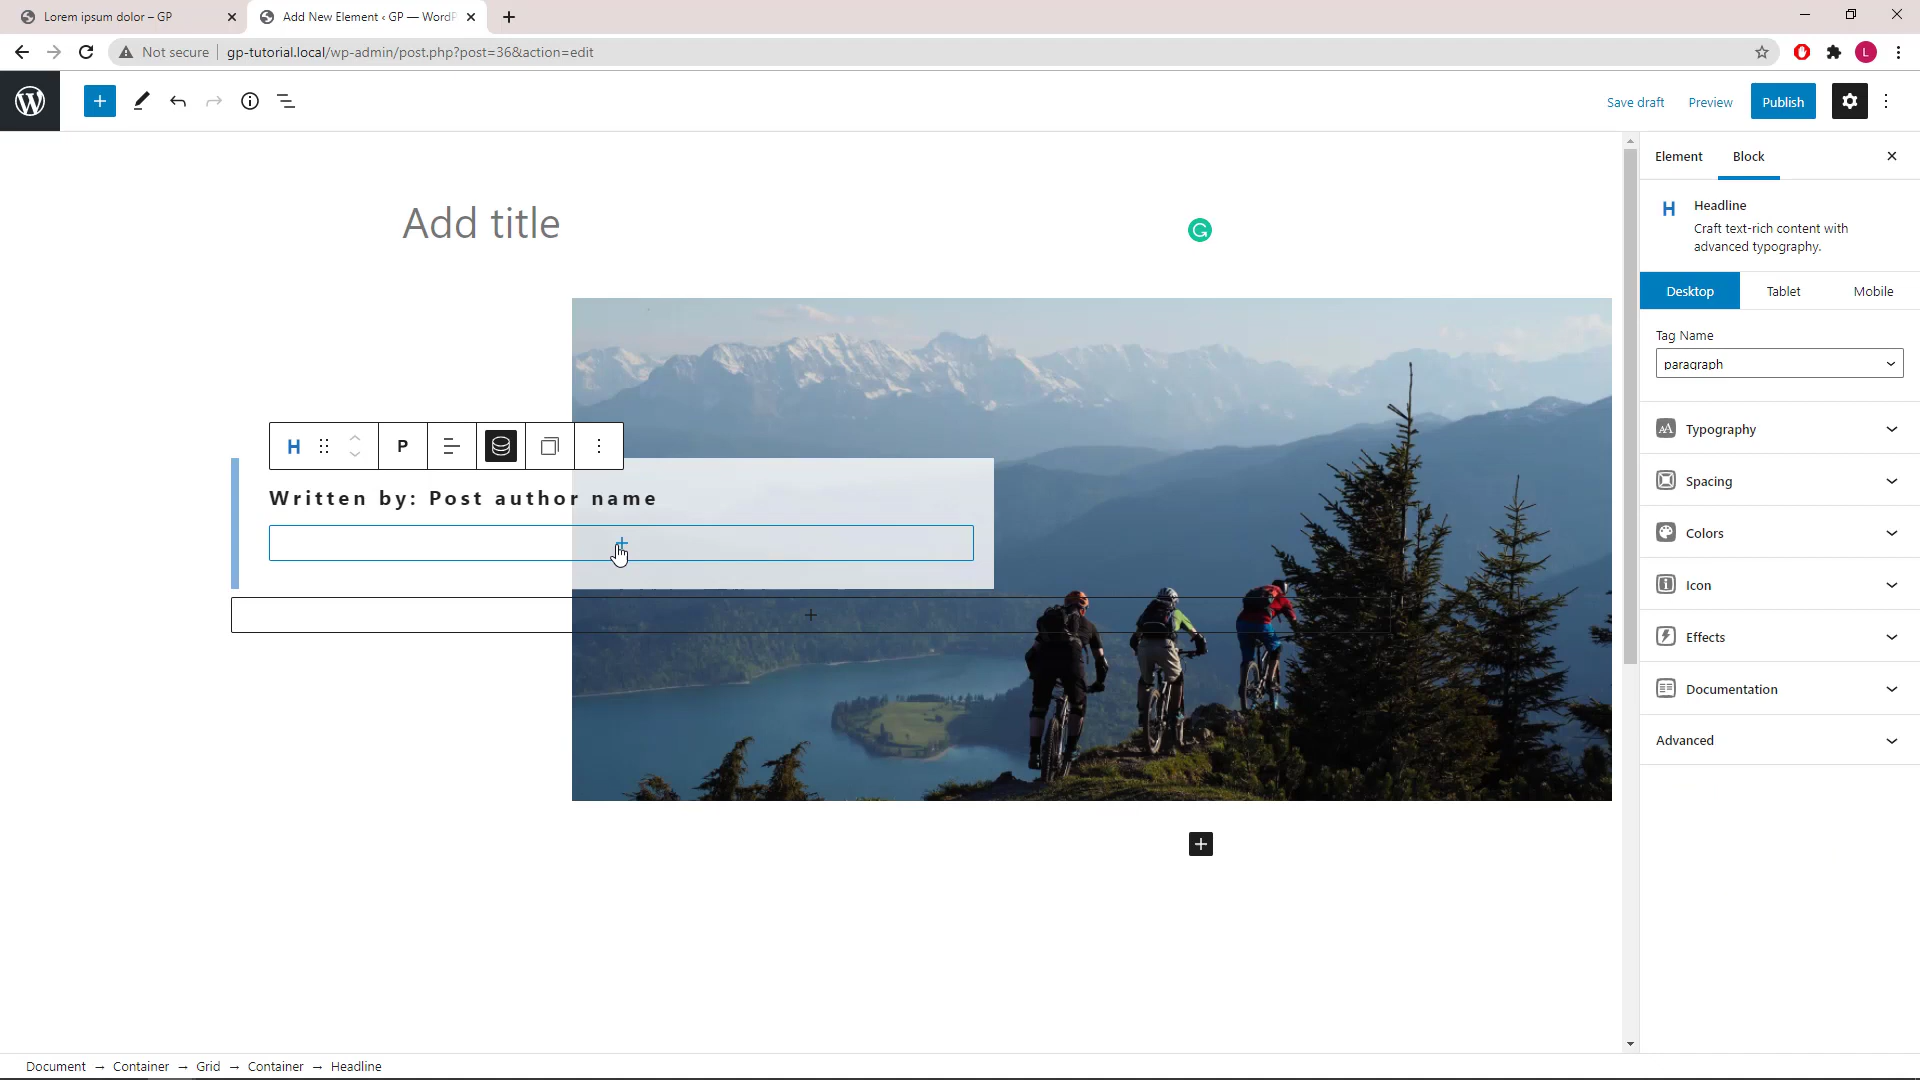 Lorem ipsum dolor – GP
Add New Element ‹ GP — WordP
Not secure
gp-tutorial.local/wp-admin/post.php?post=36&action=edit
L
Save draft
Preview
Publish
Element
Block
Add title
Headline
Craft text-rich content with
advanced typography.
Desktop
Tablet
Mobile
Tag Name
paragraph
H
P
Typography
Spacing
Written by: Post author name
Colors
Icon
Effects
Documentation
Advanced
Document → Container → Grid → Container → Headline